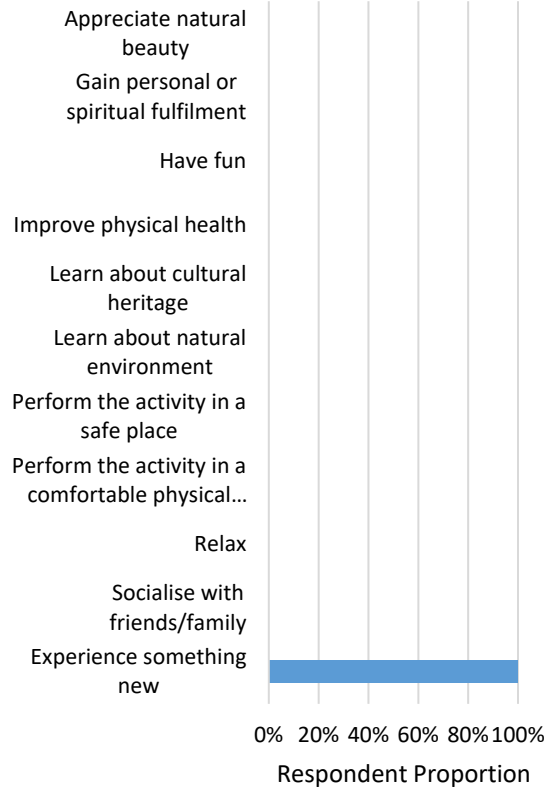 Appreciate natural
beauty
Gain personal or
spiritual fulfilment
Have fun
Improve physical health
Learn about cultural
heritage
Learn about natural
environment
Perform the activity in a
safe place
Perform the activity in a
comfortable physical...
Relax
Socialise with
friends/family
Experience something
new
0% 20% 40% 60% 80% 100%
Respondent Proportion